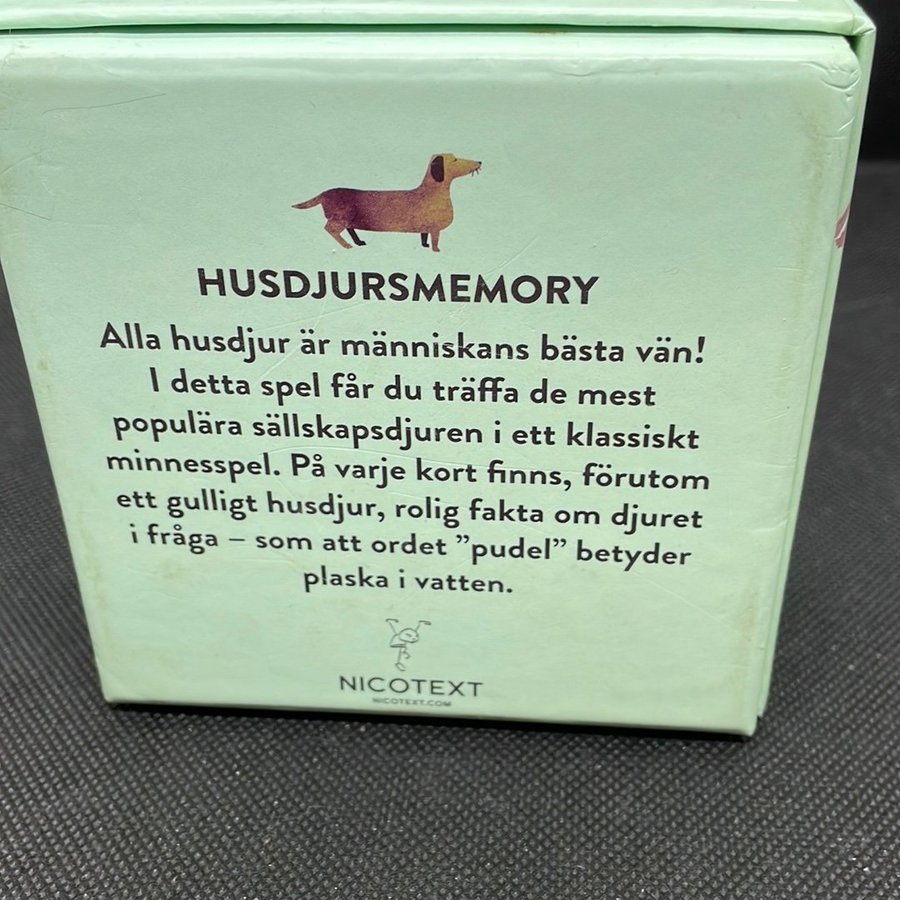 HUSDJURSMEMORY
Alla husdjur är människans bästa vän!
I detta spel får du träffa de mest
populära sällskapsdjuren i ett klassiskt
minnesspel. På varje kort finns, förutom
ett gulligt husdjur, rolig fakta om djuret
i fråga – som att ordet ”pudel” betyder
plaska i vatten.
NICOTEXT
NICOTEXT.COM